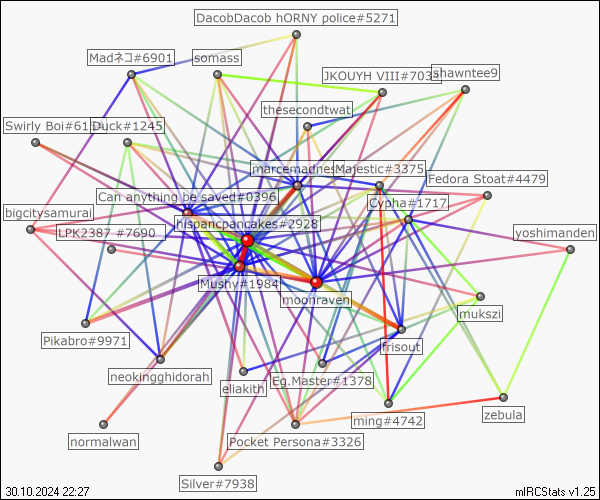 DacobDacob hORNY police#5271
Madネコ#6901
somass
JKOUYH VIII#703
shawntee9
thesecondtwat
Swirly Boi#61
Duck#1245
marcemadnes
Majestic#3375
Fedora Stoat#4479
Can anything be saved#0396
Cypha#1717
bigcitysamurai
hispancpancakes#2928
LPK2387 #7690
yoshimanden
Mushy#1984
moonraven
mukszi
Pikabro#9971
frisout
neokingghidorah
eliakith
Eg.Master#1378
zebula
ming#4742
normalwan
Pocket Persona#3326
Silver#7938
30.10.2024 22:27
mIRCStats v1.25